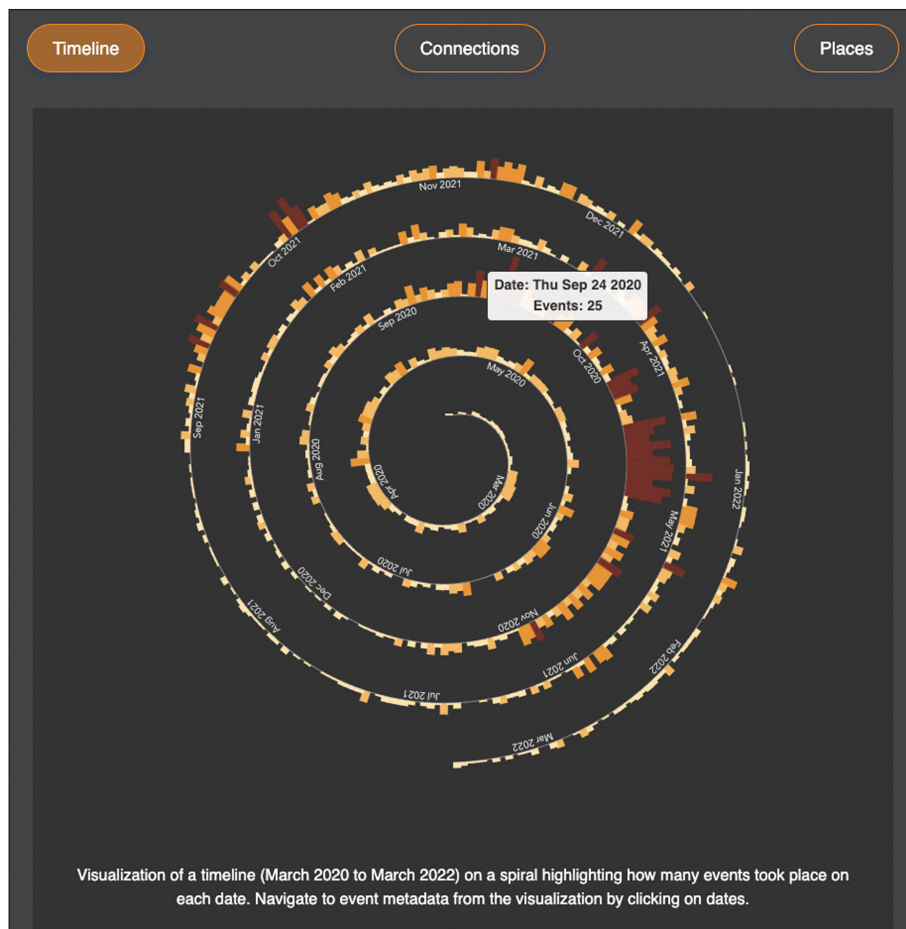 Timeline
Connections
Places
Nov 2021
Dec 2021
Oct 2021
Mar 2021
Feb 2021
Date: Thu Sep 24 2020
Events: 25
Sep 2020
Oct 2020
Apr 2021
May 2020
Sep 2021
Jan 2021
Aug 2020
Apr 2020
Mar 2020
Jan 2022
Jun 2020
May 2021
Jul 2020
Dec 2020
Nov 2020
Aug 2021
Jun 2021
Feb 2022
Jul 2021
Mar 2022
Visualization of a timeline (March 2020 to March 2022) on a spiral highlighting how many events took place on
each date. Navigate to event metadata from the visualization by clicking on dates.